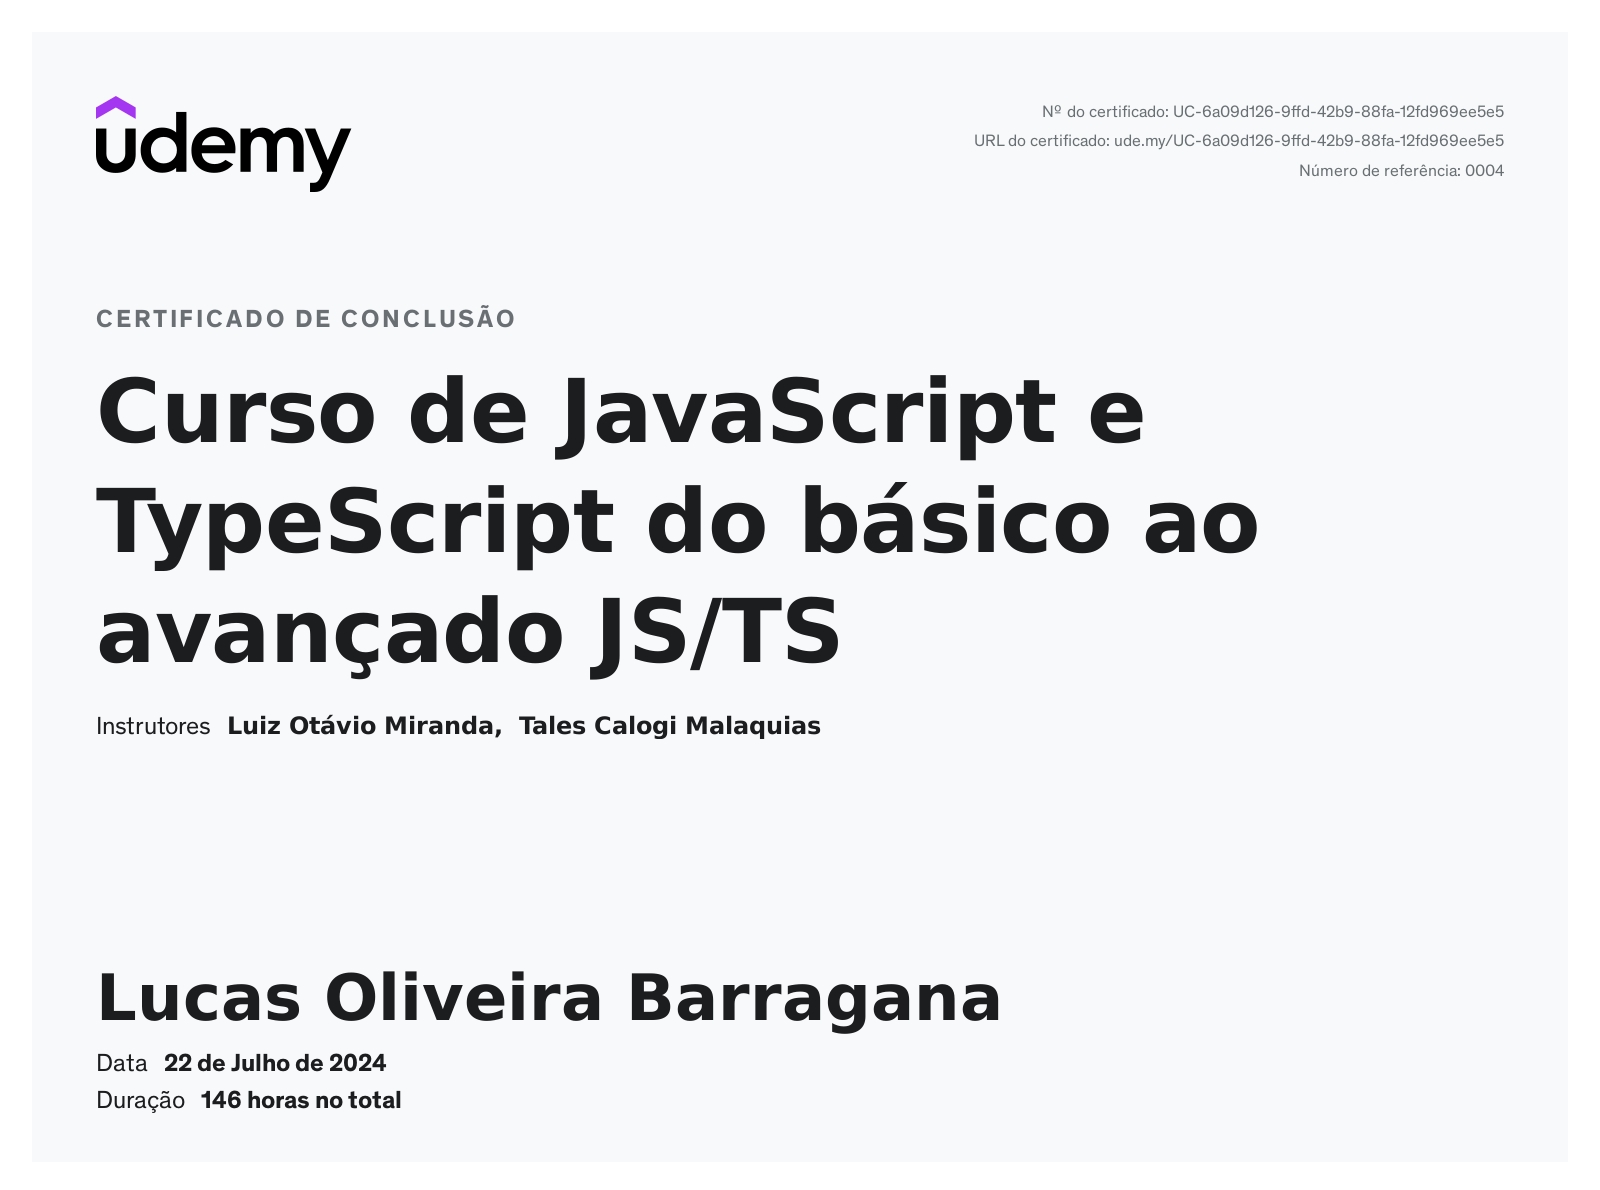 udemy
Nº do certificado: UC-6a09d126-9ffd-42b9-88fa-12fd969ee5e5
URL do certificado: ude.my/UC-6a09d126-9ffd-42b9-88fa-12fd969ee5e5
Número de referência: 0004
CERTIFICADO DE CONCLUSÃO
Curso de JavaScript e
TypeScript do básico ao
avançado JS/TS
Instrutores Luiz Otávio Miranda, Tales Calogi Malaquias
Lucas Oliveira Barragana
Data 22 de Julho de 2024
Duração 146 horas no total